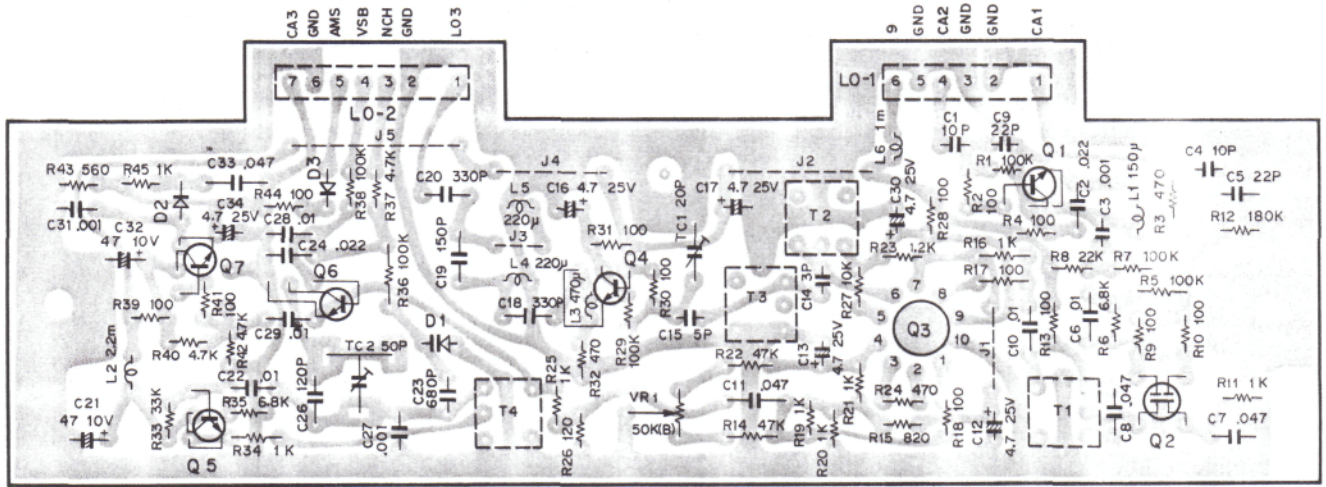 CA3 GND AMS VSB NCH GND LO3
9 GND CA2 GND GND CA1
7 6 5 4 3 2 1
LO-2
LO-1
6 5 4 3 2 1
J5
J4
J2
L6 1m
C1 10P
C9 22P
Q1
R43 560
R45 1K
C33 .047
D3
R38 100K
R37 4.7K
C20 330P
L5 220μ
C16 4.7 25V
TC1 20P
C17 4.7 25V
T2
C30 4.7 25V
R28 100
R2 100
R1 100K
C2 .022
C3 .001
L1 150μ
R3 470
C4 10P
C5 22P
C31 .001
D2
C34 4.7 25V
R44 100
C28 .01
R4 100
R12 180K
C32 47 10V
Q7
C24 .022
Q6
R36 100K
C19 150P
J3
L4 220μ
R31 100
Q4
R30 100
C14 3P
R27 10K
R23 1.2K
R16 1K
R17 100
R8 22K
R7 100K
R5 100K
R39 100
R41 100
C29 .01
D1
C18 330P
L3 470μ
R29 100K
C15 5P
T3
6 7 8
5 9
4 10
3 2 1
Q3
J1
C10 .01
R13 100
C6 .01
R6 6.8K
R9 100
R10 100
R40 4.7K
R42 47K
TC2 50P
R32 470
R22 47K
C13 4.7 25V
L2 2.2m
C22 .01
C26 120P
C23 680P
T4
R25 1K
VR1 50K(B)
C11 .047
R21 1K
R24 470
R11 1K
C21 47 10V
R33 33K
R35 6.8K
Q5
R34 1K
C27 .001
R26 120
R14 47K
R19 1K
R20 1K
R15 820
R18 100
C12 4.7 25V
T1
C8 .047
Q2
C7 .047